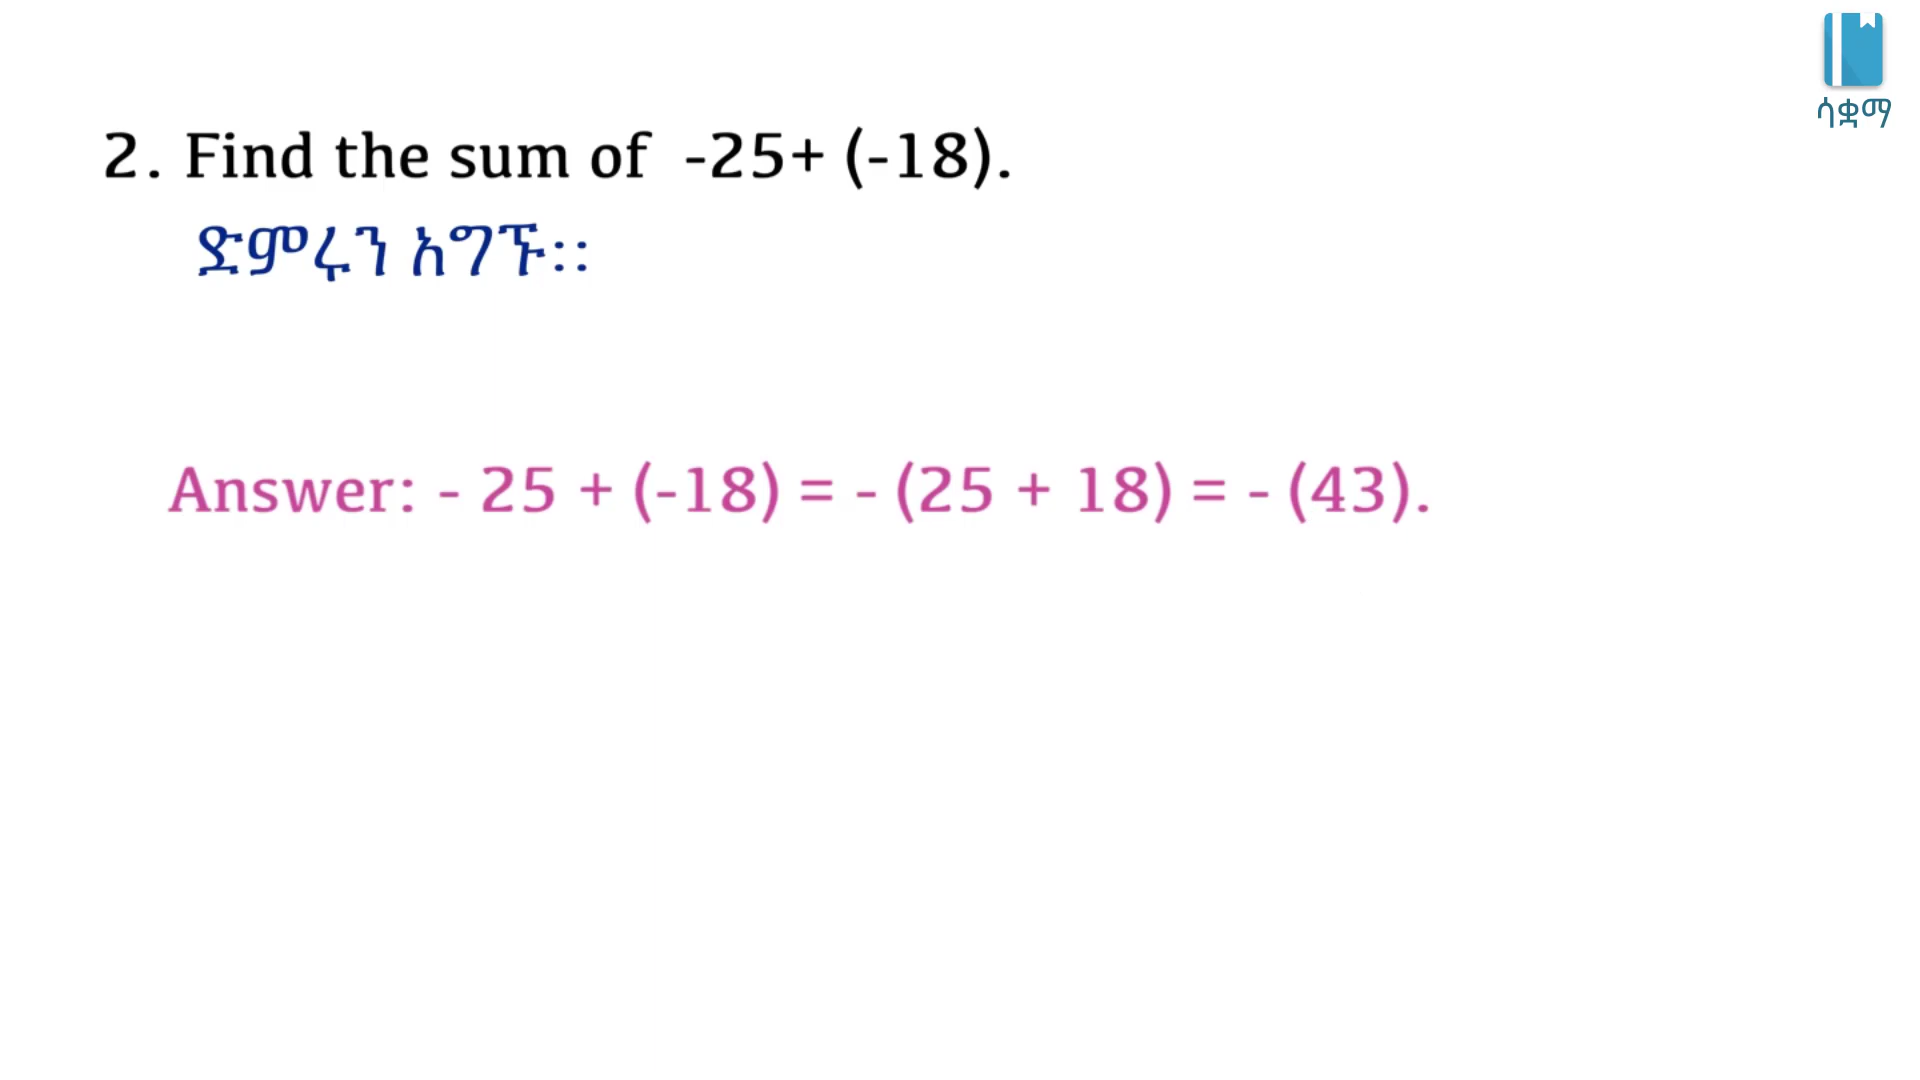 ሳቋማ
2. Find the sum of -25+ (-18).
ድምሩን አግኙ፡፡
Answer: - 25 + (-18) = - (25 + 18) = - (43).